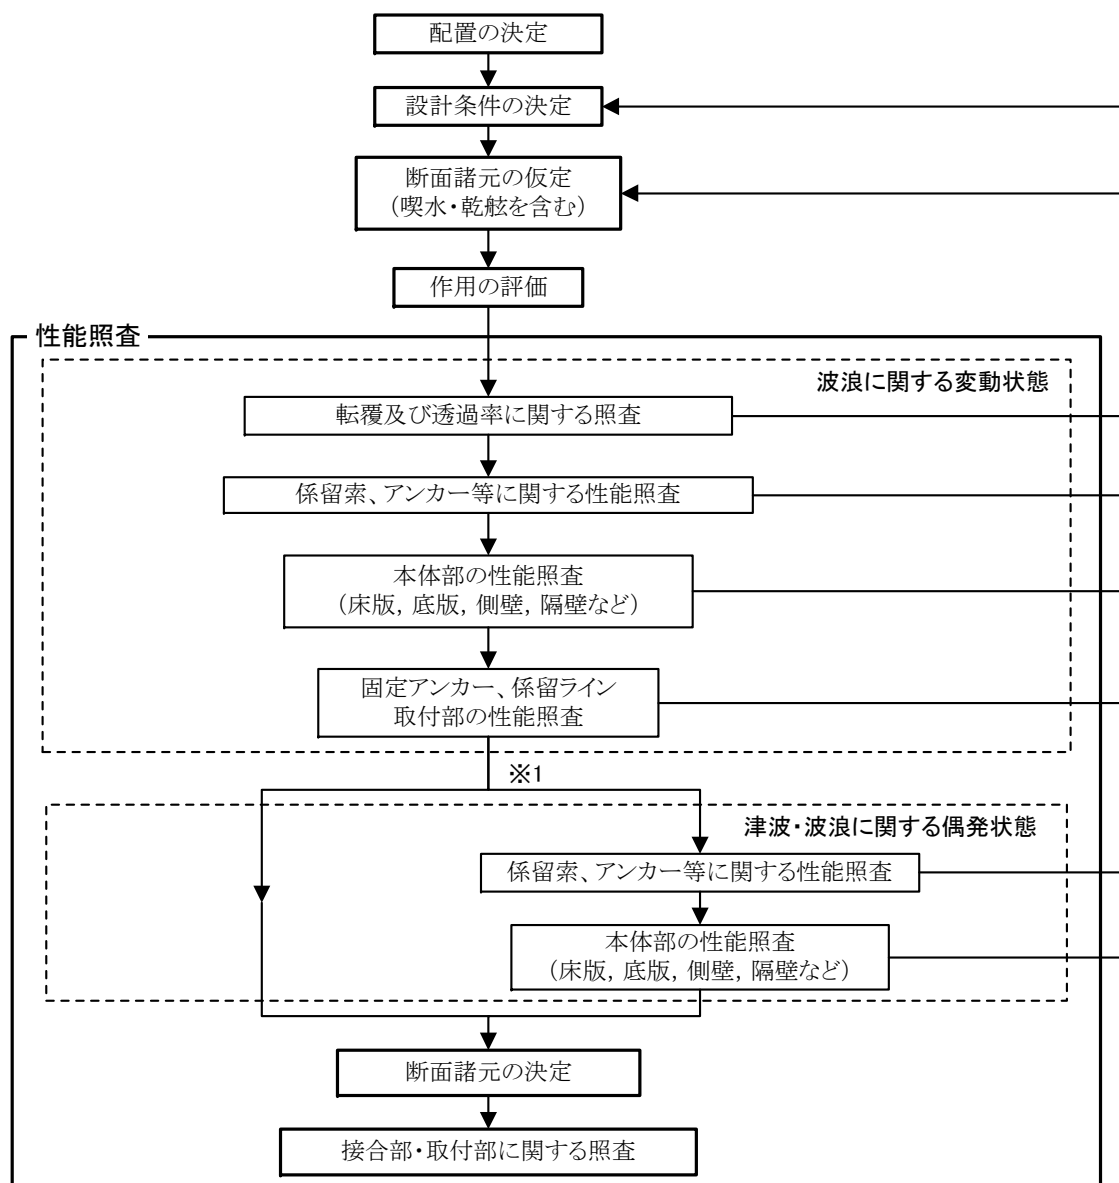 配置の決定
設計条件の決定
断面諸元の仮定
（喫水・乾舷を含む）
作用の評価
性能照査
波浪に関する変動状態
転覆及び透過率に関する照査
係留索、アンカー等に関する性能照査
本体部の性能照査
（床版, 底版, 側壁, 隔壁など）
固定アンカー、係留ライン
取付部の性能照査
※1
津波・波浪に関する偶発状態
係留索、アンカー等に関する性能照査
本体部の性能照査
（床版, 底版, 側壁, 隔壁など）
断面諸元の決定
接合部・取付部に関する照査